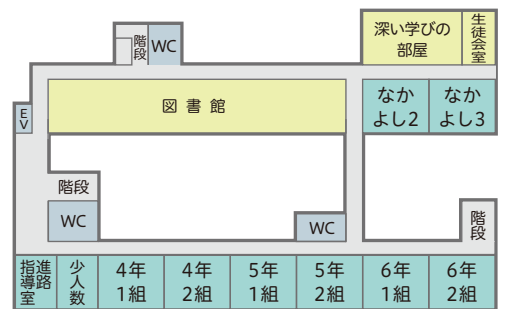 深い学びの
部屋
生徒会室
階段
WC
図書館
なか
よし2
なか
よし3
EV
階段
WC
WC
階段
進路
指導室
少人数
4年
1組
4年
2組
5年
1組
5年
2組
6年
1組
6年
2組